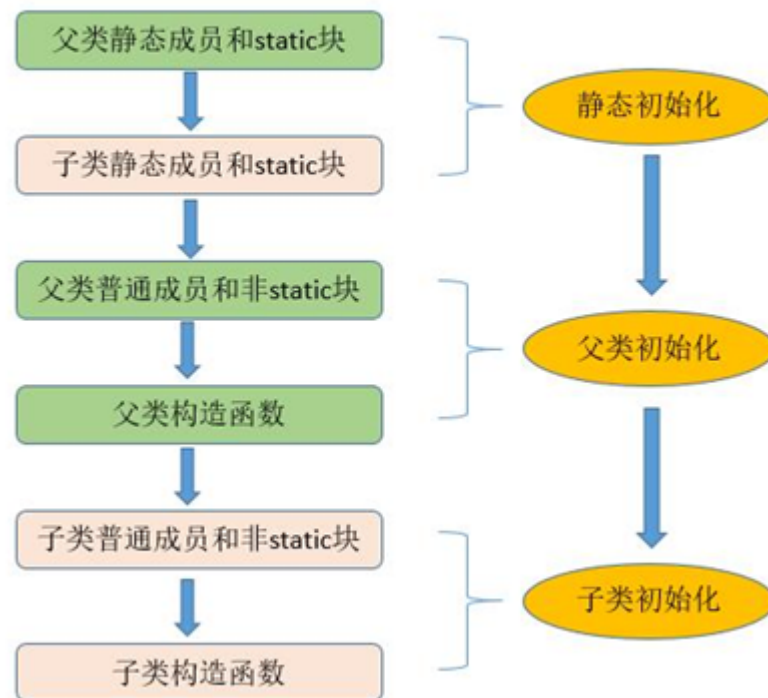 父类静态成员和static块
子类静态成员和static块
父类普通成员和非static块
父类构造函数
子类普通成员和非static块
子类构造函数
静态初始化
父类初始化
子类初始化